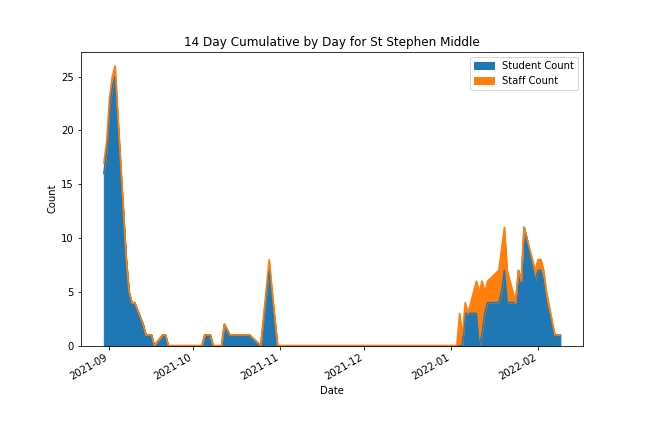 14 Day Cumulative by Day for St Stephen Middle
Student Count
Staff Count
25
20
15
10
5
0
Count
2021-09
2021-10
2021-11
2021-12
2022-01
2022-02
Date